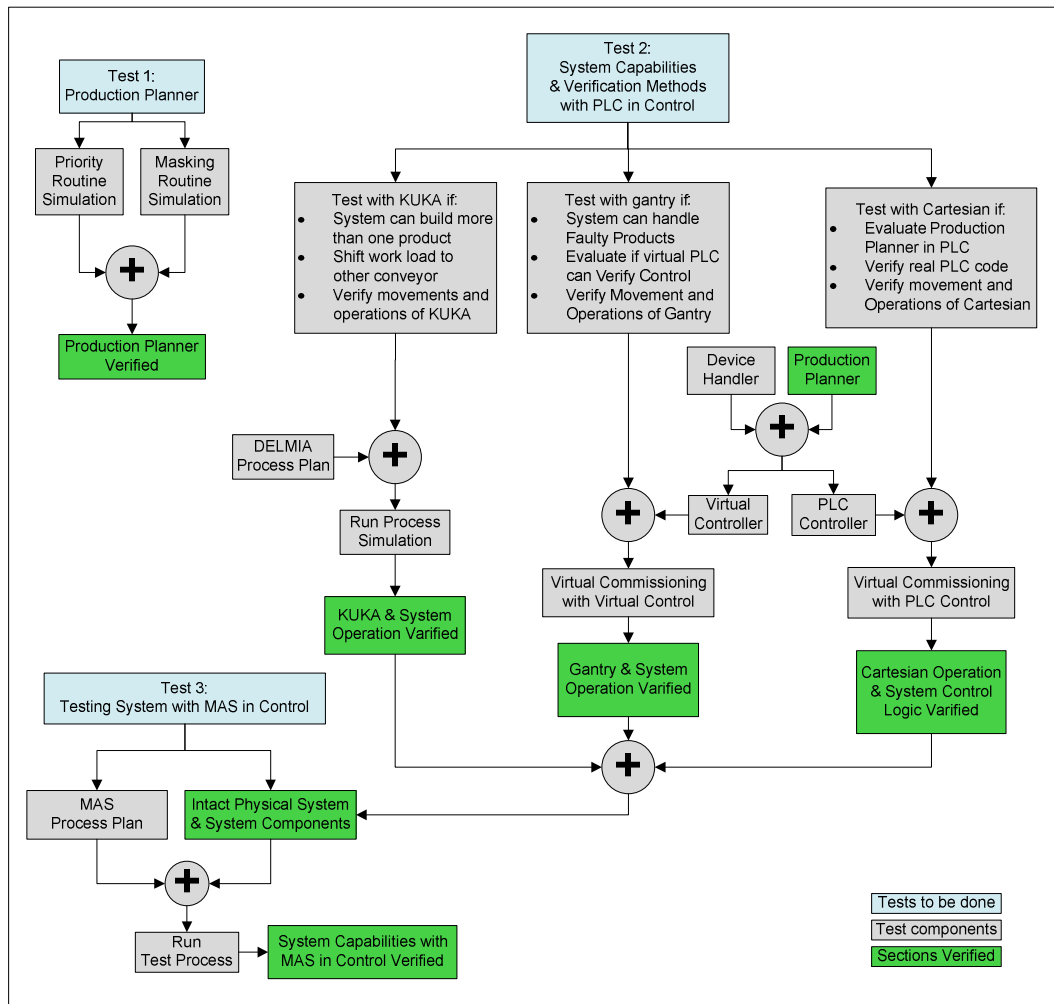 Test 1:
Production Planner
Priority
Routine
Simulation
Masking
Routine
Simulation
Production Planner
Verified
Test 2:
System Capabilities
& Verification Methods
with PLC in Control
Test with KUKA if:
• System can build more
than one product
• Shift work load to
other conveyor
• Verify movements and
operations of KUKA
Test with gantry if:
• System can handle
Faulty Products
• Evaluate if virtual PLC
can Verify Control
• Verify Movement and
Operations of Gantry
Test with Cartesian if:
• Evaluate Production
Planner in PLC
• Verify real PLC code
• Verify movement and
Operations of Cartesian
Device
Handler
Production
Planner
DELMIA
Process Plan
Virtual
Controller
PLC
Controller
Run Process
Simulation
Virtual Commissioning
with Virtual Control
Virtual Commissioning
with PLC Control
KUKA & System
Operation Varified
Gantry & System
Operation Varified
Cartesian Operation
& System Control
Logic Varified
Test 3:
Testing System with MAS in Control
MAS
Process Plan
Intact Physical System
& System Components
Run
Test Process
System Capabilities with
MAS in Control Verified
Tests to be done
Test components
Sections Verified